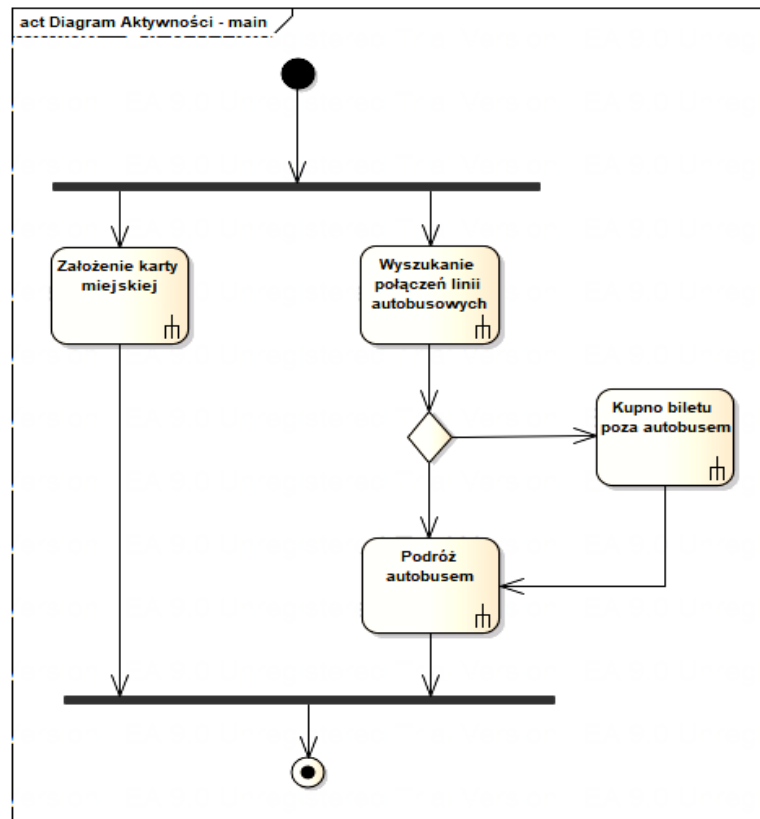 act Diagram Aktywności - main
Założenie karty
miejskiej
Wyszukanie
połączeń linii
autobusowych
Kupno biletu
poza autobusem
Podróż
autobusem